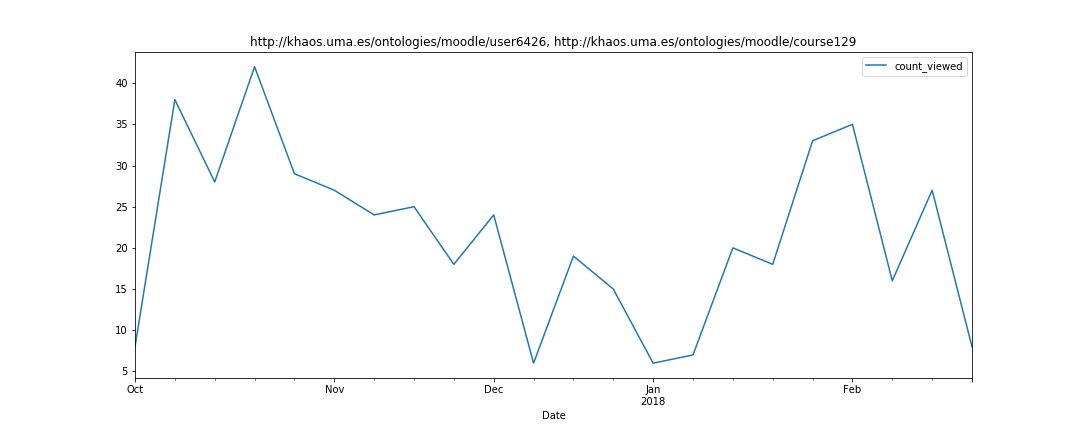 http://khaos.uma.es/ontologies/moodle/user6426, http://khaos.uma.es/ontologies/moodle/course129
count_viewed
40
35
30
25
20
15
10
5
Oct Nov Dec Jan Feb
2018
Date